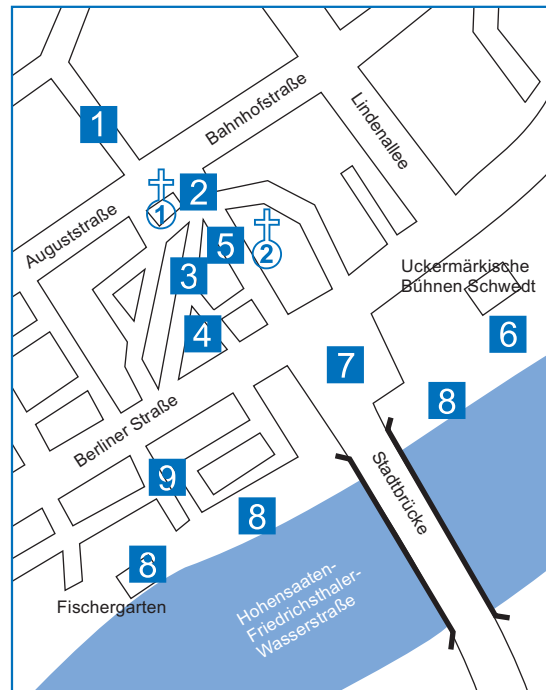 1
Bahnhofstraße
Lindenallee
2
1
Auguststraße
5
2
3
Uckermärkische
Bühnen Schwedt
4
6
7
8
Berliner Straße
9
Stadtbrücke
8
8
Fischergarten
Hohensaaten-
Friedrichsthaler-
Wasserstraße